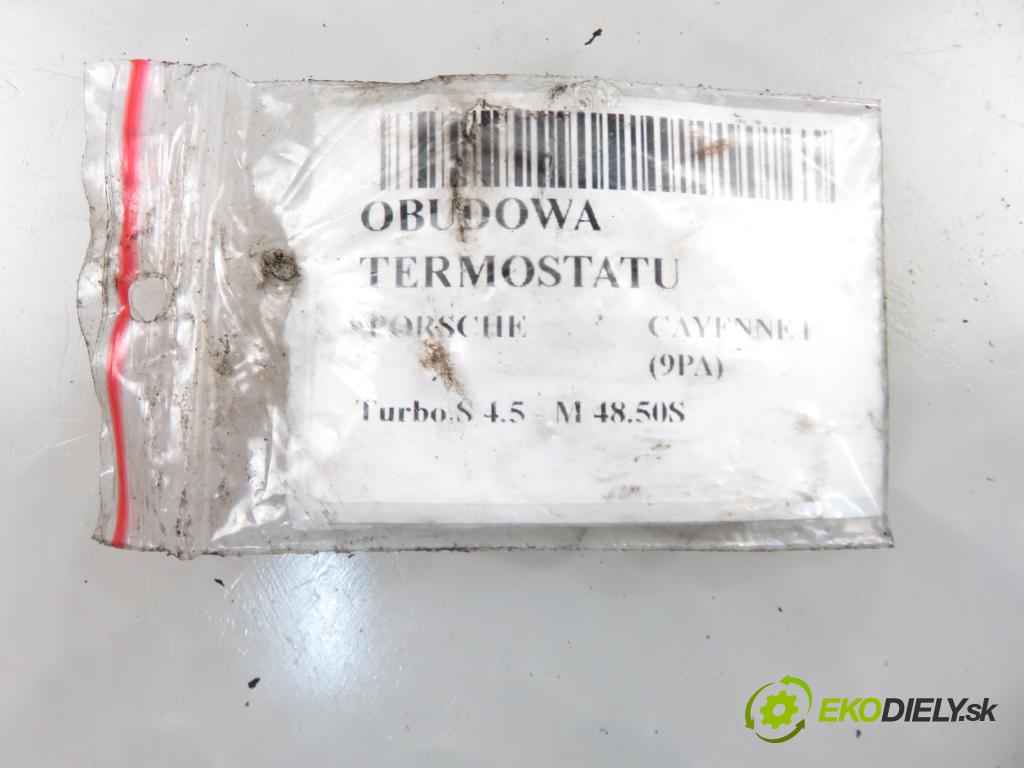 OBUDOWA
TERMOSTATU
PORSCHE CAYENNE I
(9PA)
Turbo S 4.5 - M 48.50S
EKODIELY.sk